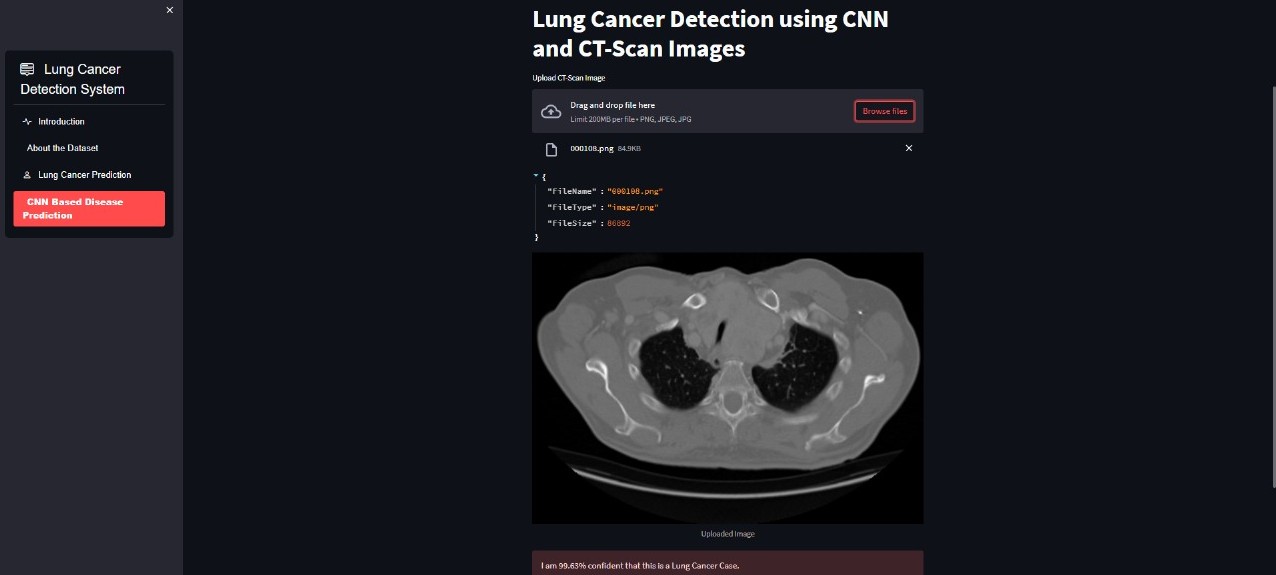 Lung Cancer
Detection System
Introduction
About the Dataset
Lung Cancer Prediction
CNN Based Disease
Prediction
Lung Cancer Detection using CNN
and CT-Scan Images
Upload CT-Scan Image
Drag and drop file here
Limit 200MB per file • PNG, JPEG, JPG
Browse files
000108.png 84.9KB
{
"FileName" : "000108.png"
"FileType" : "image/png"
"FileSize" : 86892
}
Uploaded Image
I am 99.63% confident that this is a Lung Cancer Case.